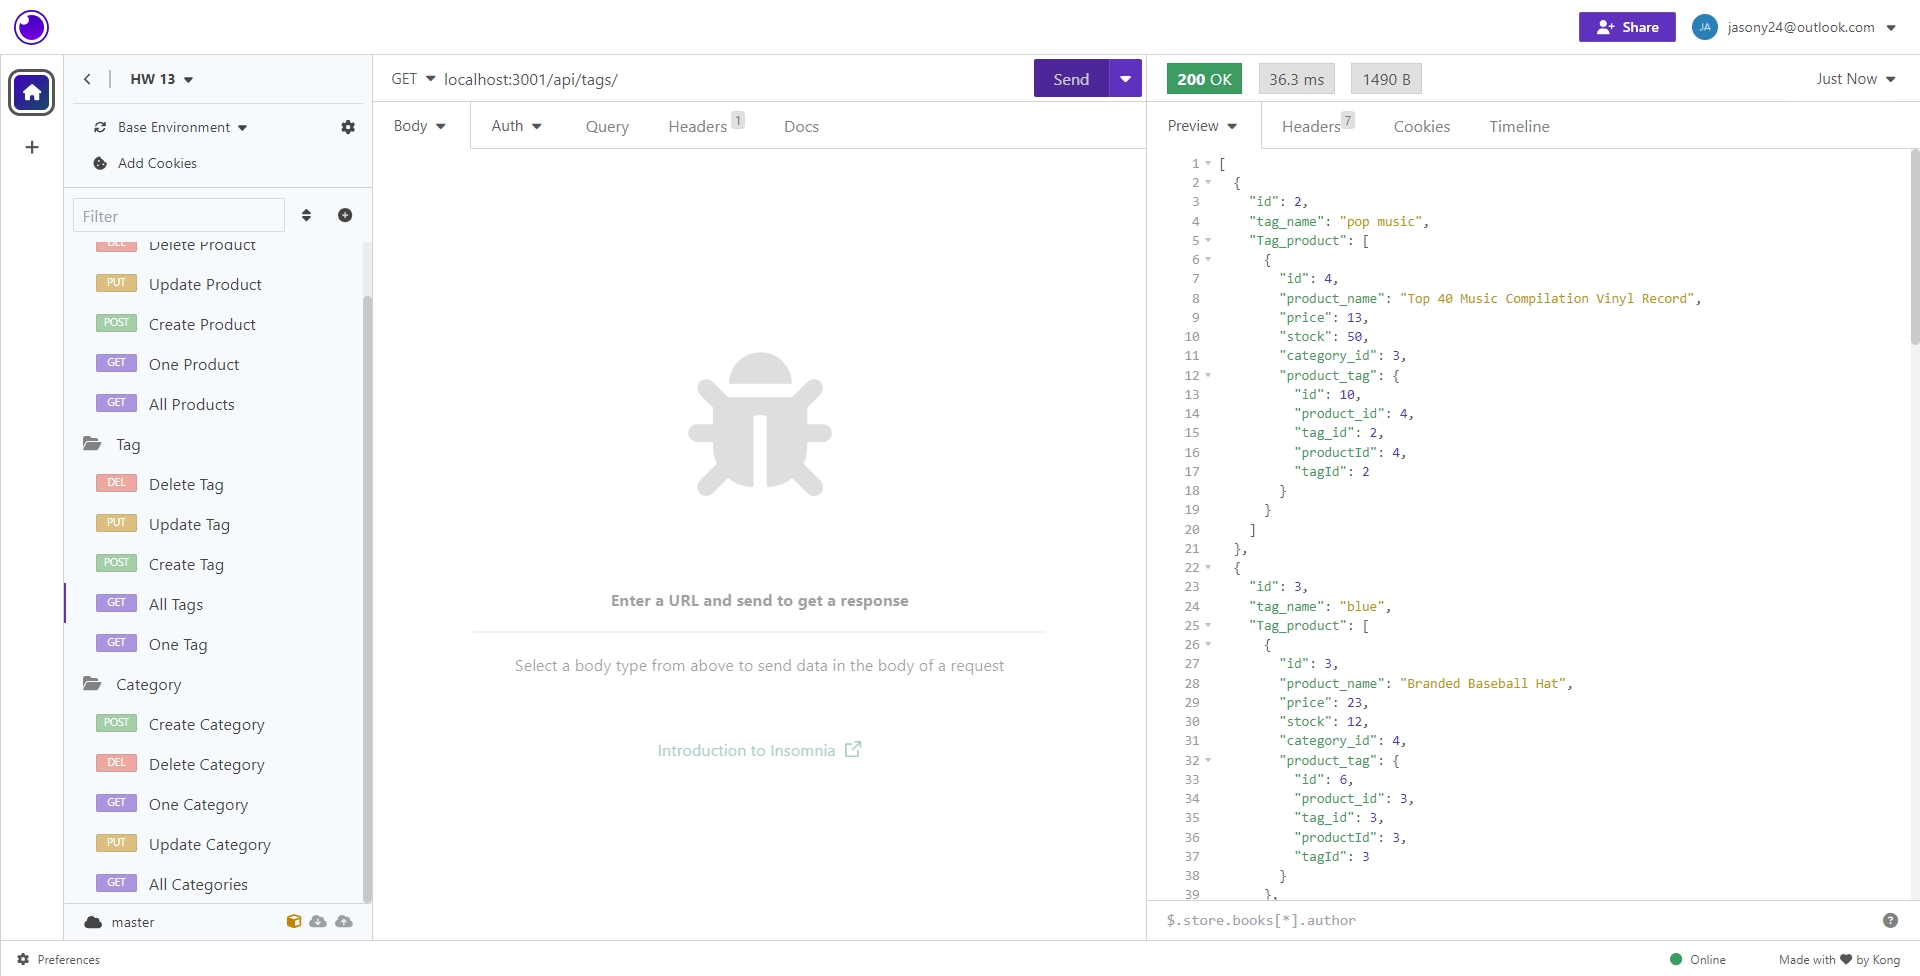 Share
JA
jasony24@outlook.com
HW 13
Base Environment
Add Cookies
Filter
DEL Delete Product
PUT Update Product
POST Create Product
GET One Product
GET All Products
Tag
DEL Delete Tag
PUT Update Tag
POST Create Tag
GET All Tags
GET One Tag
Category
POST Create Category
DEL Delete Category
GET One Category
PUT Update Category
GET All Categories
master
GET localhost:3001/api/tags/
Send
Body Auth Query Headers 1 Docs
Enter a URL and send to get a response
Select a body type from above to send data in the body of a request
Introduction to Insomnia
200 OK 36.3 ms 1490 B Just Now
Preview Headers 7 Cookies Timeline
1 [
2 {
3 "id": 2,
4 "tag_name": "pop music",
5 "Tag_product": [
6 {
7 "id": 4,
8 "product_name": "Top 40 Music Compilation Vinyl Record",
9 "price": 13,
10 "stock": 50,
11 "category_id": 3,
12 "product_tag": {
13 "id": 10,
14 "product_id": 4,
15 "tag_id": 2,
16 "productId": 4,
17 "tagId": 2
18 }
19 }
20 ]
21 },
22 {
23 "id": 3,
24 "tag_name": "blue",
25 "Tag_product": [
26 {
27 "id": 3,
28 "product_name": "Branded Baseball Hat",
29 "price": 23,
30 "stock": 12,
31 "category_id": 4,
32 "product_tag": {
33 "id": 6,
34 "product_id": 3,
35 "tag_id": 3,
36 "productId": 3,
37 "tagId": 3
38 }
39 },
$.store.books[*].author
Preferences
Online
Made with ❤ by Kong